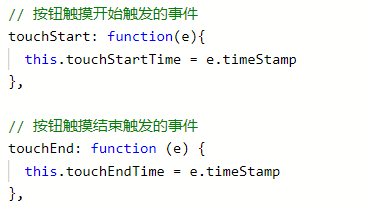 // 按钮触摸开始触发的事件
touchStart: function(e){
  this.touchStartTime = e.timeStamp
},

// 按钮触摸结束触发的事件
touchEnd: function (e) {
  this.touchEndTime = e.timeStamp
},